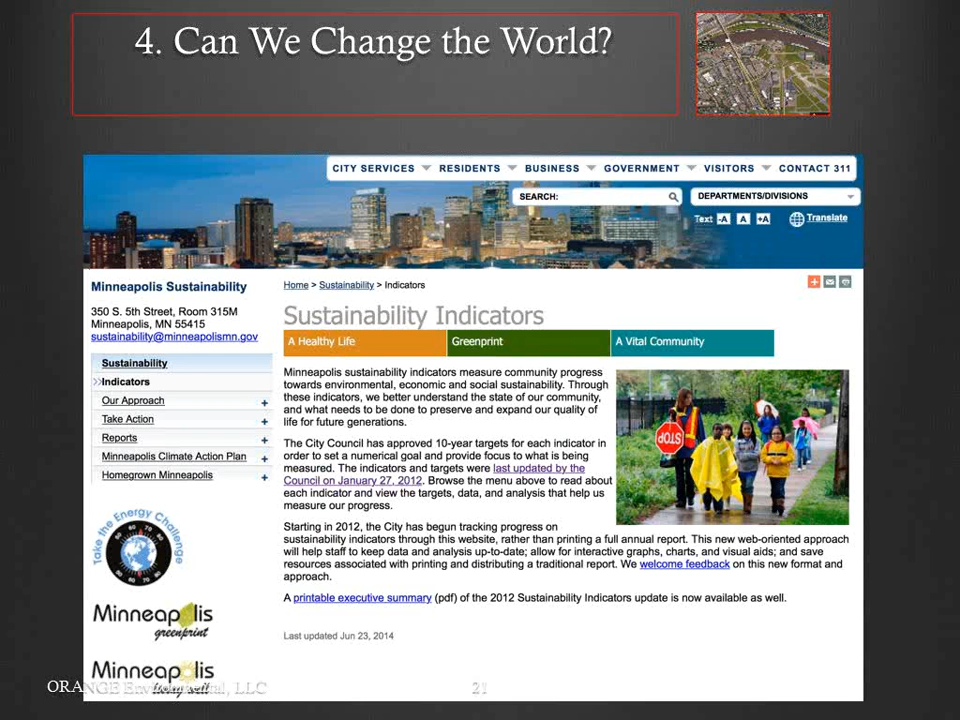 4. Can We Change the World?
CITY SERVICES RESIDENTS BUSINESS GOVERNMENT VISITORS CONTACT 311
SEARCH: DEPARTMENTS/DIVISIONS
Text -A A +A Translate
Minneapolis Sustainability
350 S. 5th Street, Room 315M
Minneapolis, MN 55415
sustainability@minneapolismn.gov
Sustainability
Indicators
Our Approach +
Take Action +
Reports +
Minneapolis Climate Action Plan +
Homegrown Minneapolis +
Take the Energy Challenge
Minneapolis
greenprint
Minneapolis
living well
Home > Sustainability > Indicators
Sustainability Indicators
A Healthy Life Greenprint A Vital Community
Minneapolis sustainability indicators measure community progress
towards environmental, economic and social sustainability. Through
these indicators, we better understand the state of our community,
and what needs to be done to preserve and expand our quality of
life for future generations.
The City Council has approved 10-year targets for each indicator in
order to set a numerical goal and provide focus to what is being
measured. The indicators and targets were last updated by the
Council on January 27, 2012. Browse the menu above to read about
each indicator and view the targets, data, and analysis that help us
measure our progress.
STOP
Starting in 2012, the City has begun tracking progress on
sustainability indicators through this website, rather than printing a full annual report. This new web-oriented approach
will help staff to keep data and analysis up-to-date; allow for interactive graphs, charts, and visual aids; and save
resources associated with printing and distributing a traditional report. We welcome feedback on this new format and
approach.
A printable executive summary (pdf) of the 2012 Sustainability Indicators update is now available as well.
Last updated Jun 23, 2014
ORANGE Environmental, LLC
21